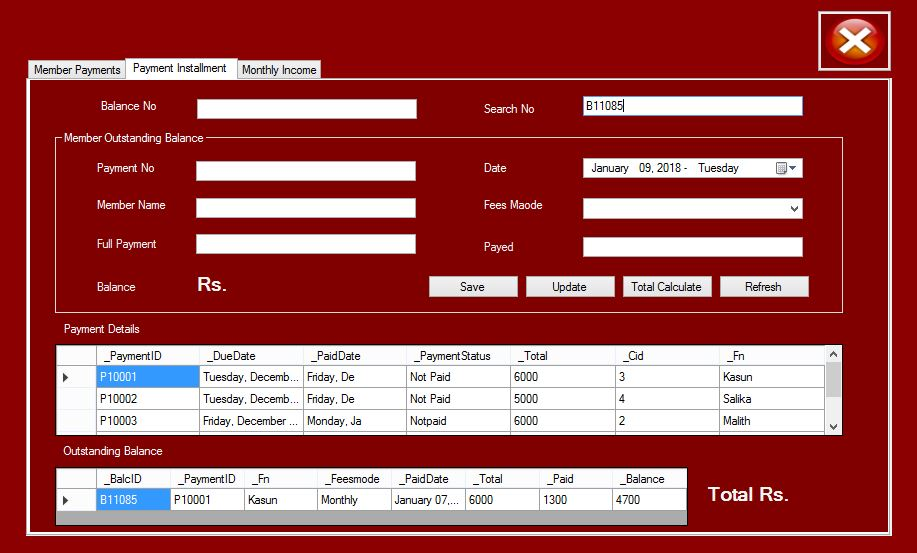 Member Payments Payment Installment Monthly Income
Balance No Search No B11085
Member Outstanding Balance
Payment No Date January 09, 2018 - Tuesday
Member Name Fees Maode
Full Payment Payed
Balance Rs. Save Update Total Calculate Refresh
Payment Details
_PaymentID _DueDate _PaidDate _PaymentStatus _Total _Cid _Fn
P10001 Tuesday, Decemb... Friday, De Not Paid 6000 3 Kasun
P10002 Tuesday, Decemb... Friday, De Not Paid 5000 4 Salika
P10003 Friday, December ... Monday, Ja Notpaid 6000 2 Malith
Outstanding Balance
_BalcID _PaymentID _Fn _Feesmode _PaidDate _Total _Paid _Balance
B11085 P10001 Kasun Monthly January 07,... 6000 1300 4700
Total Rs.